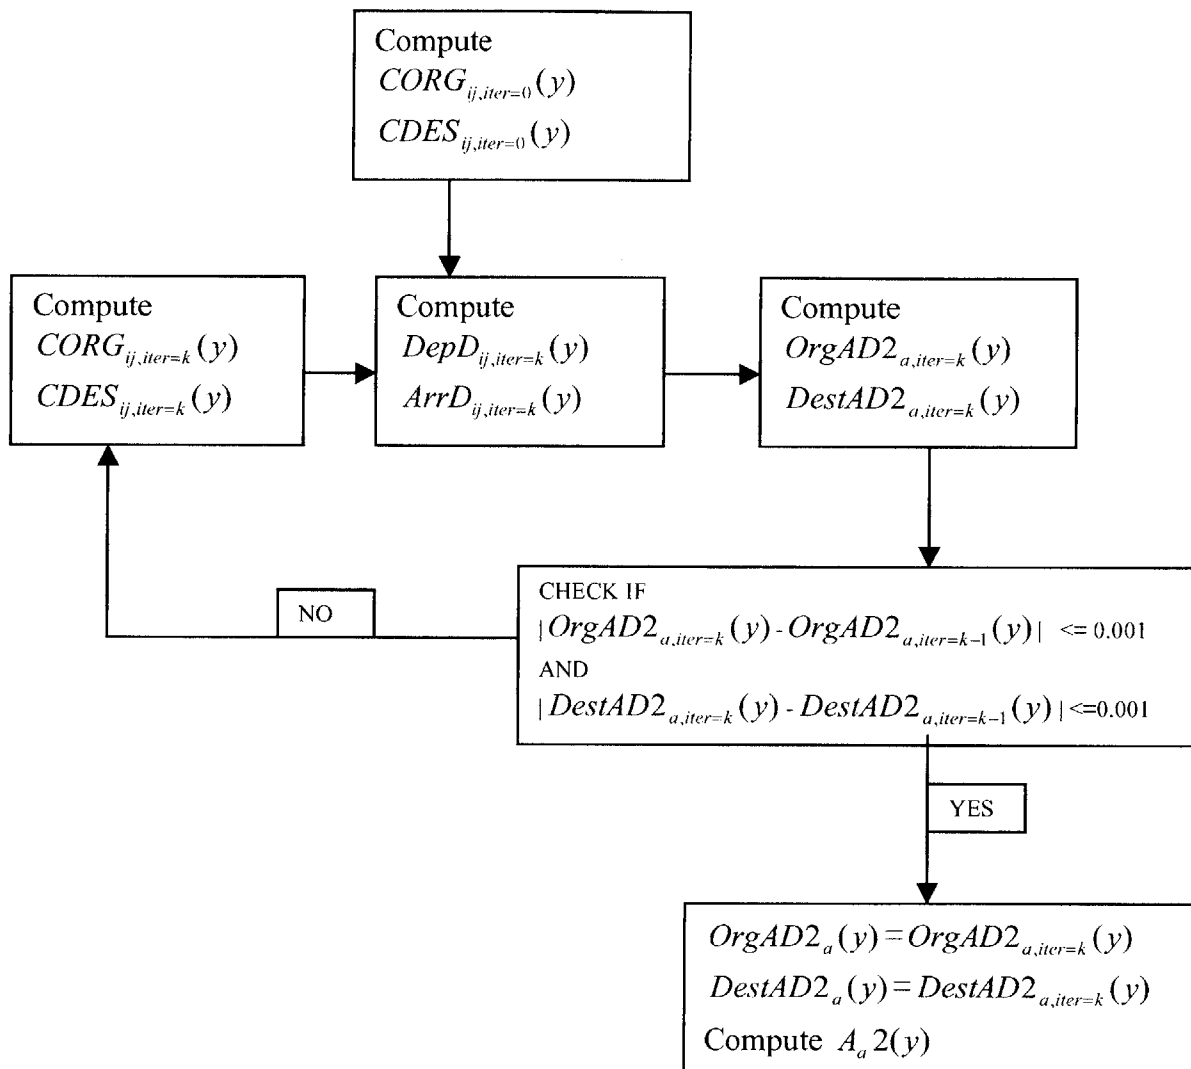 Compute
CORG_{ij,iter=0}(y)
CDES_{ij,iter=0}(y)
Compute
CORG_{ij,iter=k}(y)
CDES_{ij,iter=k}(y)
Compute
DepD_{ij,iter=k}(y)
ArrD_{ij,iter=k}(y)
Compute
OrgAD2_{a,iter=k}(y)
DestAD2_{a,iter=k}(y)
CHECK IF
|OrgAD2_{a,iter=k}(y) - OrgAD2_{a,iter=k-1}(y)| <= 0.001
AND
|DestAD2_{a,iter=k}(y) - DestAD2_{a,iter=k-1}(y)| <=0.001
NO
YES
OrgAD2_a(y) = OrgAD2_{a,iter=k}(y)
DestAD2_a(y) = DestAD2_{a,iter=k}(y)
Compute A_a 2(y)